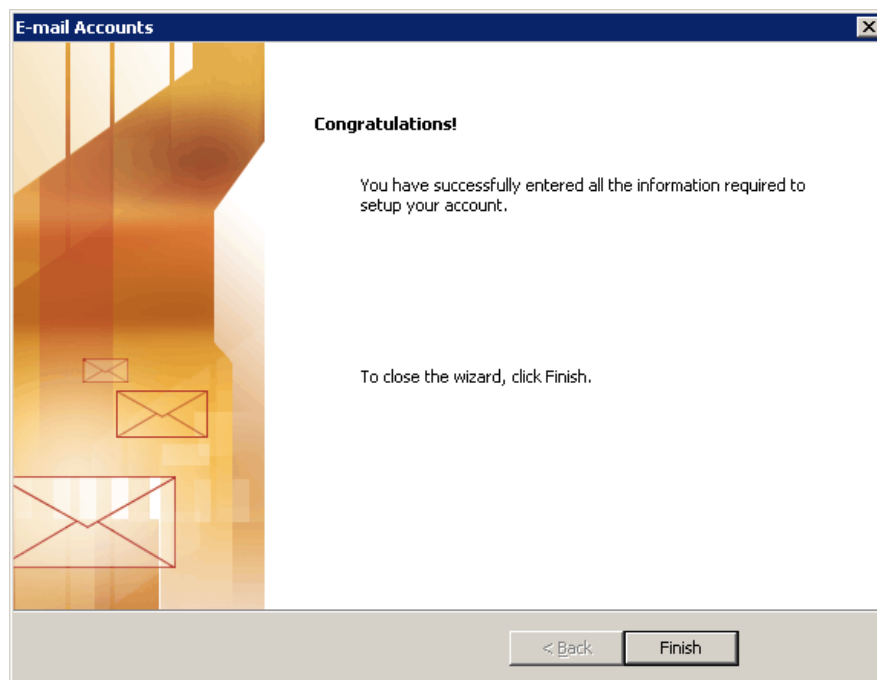 E-mail Accounts
Congratulations!
You have successfully entered all the information required to
setup your account.
To close the wizard, click Finish.
< Back
Finish